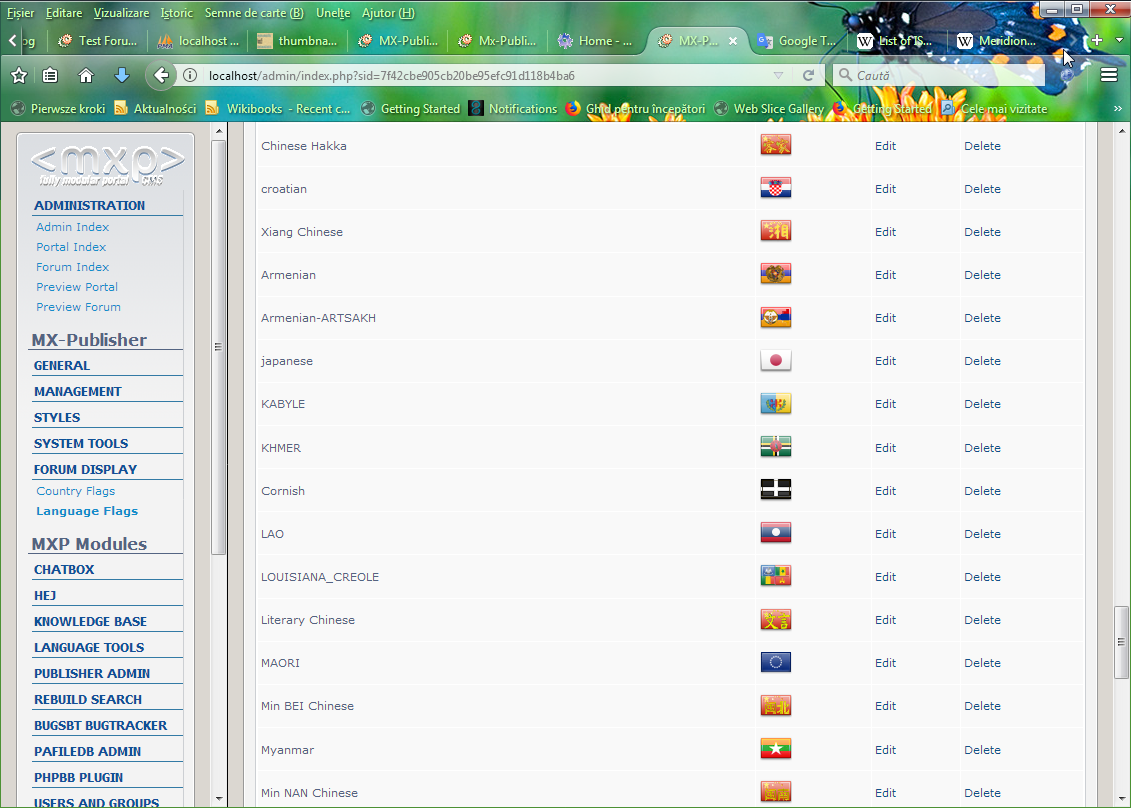 Fișier Editare Vizualizare Istoric Semne de carte (B) Unelte Ajutor (H)
og Test Foru... localhost ... thumbna... MX-Publi... Mx-Publi... Home - ... MX-P... Google T... List of IS... Meridion...
localhost/admin/index.php?sid=7f42cbe905cb20be95efc91d118b4ba6 Caută
Pierwsze kroki Aktualności Wikibooks - Recent c... Getting Started Notifications Ghid pentru începători Web Slice Gallery Getting Started Cele mai vizitate
<mxp>
fully modular portal CMS
ADMINISTRATION
Admin Index
Portal Index
Forum Index
Preview Portal
Preview Forum
MX-Publisher
GENERAL
MANAGEMENT
STYLES
SYSTEM TOOLS
FORUM DISPLAY
Country Flags
Language Flags
MXP Modules
CHATBOX
HEJ
KNOWLEDGE BASE
LANGUAGE TOOLS
PUBLISHER ADMIN
REBUILD SEARCH
BUGSBT BUGTRACKER
PAFILEDB ADMIN
PHPBB PLUGIN
USERS AND GROUPS
Chinese Hakka Edit Delete
croatian Edit Delete
Xiang Chinese 湘 Edit Delete
Armenian Edit Delete
Armenian-ARTSAKH Edit Delete
japanese Edit Delete
KABYLE Edit Delete
KHMER Edit Delete
Cornish Edit Delete
LAO Edit Delete
LOUISIANA_CREOLE Edit Delete
Literary Chinese 文言 Edit Delete
MAORI Edit Delete
Min BEI Chinese Edit Delete
Myanmar Edit Delete
Min NAN Chinese Edit Delete